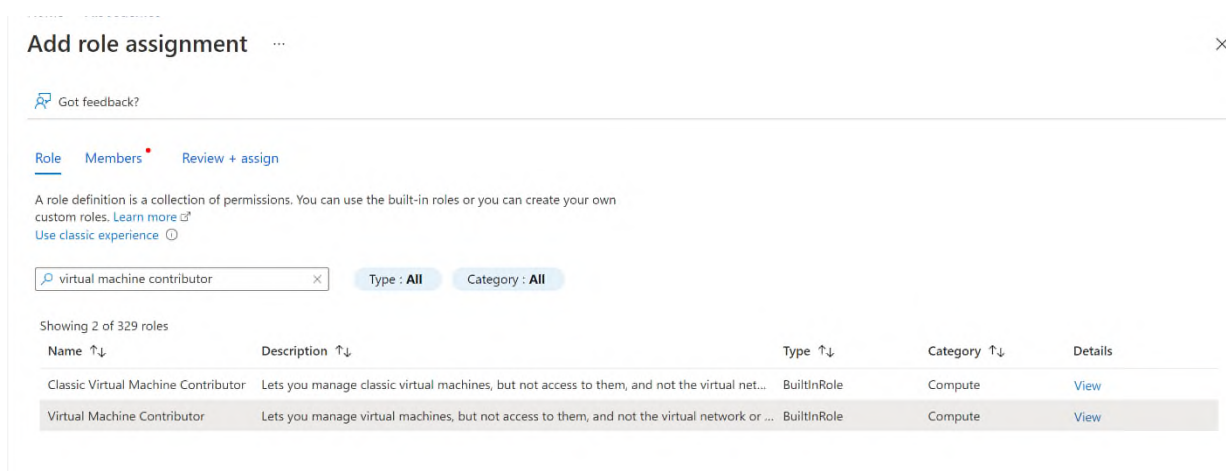 Add role assignment ...
Got feedback?
Role Members Review + assign
A role definition is a collection of permissions. You can use the built-in roles or you can create your own
custom roles. Learn more
Use classic experience
virtual machine contributor Type : All Category : All
Showing 2 of 329 roles
Name ↑↓ Description ↑↓ Type ↑↓ Category ↑↓ Details
Classic Virtual Machine Contributor Lets you manage classic virtual machines, but not access to them, and not the virtual net... BuiltInRole Compute View
Virtual Machine Contributor Lets you manage virtual machines, but not access to them, and not the virtual network or ... BuiltInRole Compute View